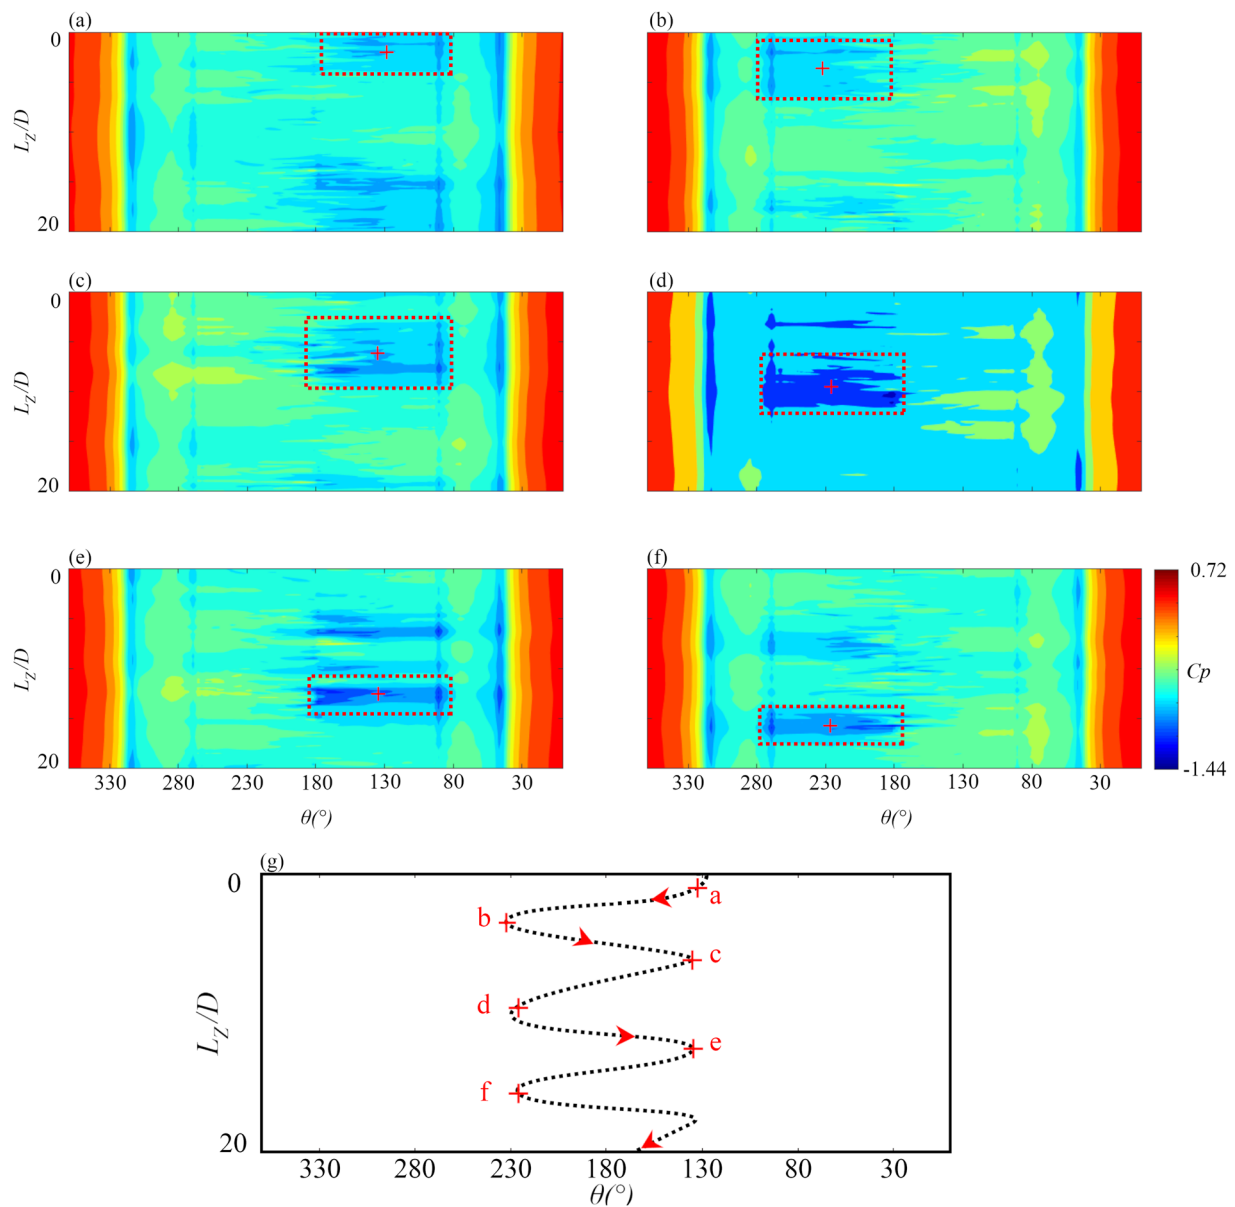 (a) (b)
0 0
L_Z/D L_Z/D
20 20
(c) (d)
0 0
L_Z/D L_Z/D
20 20
(e) (f)
0 0 0.72
L_Z/D L_Z/D Cp
20 20 -1.44
330 280 180 130 80 30 330 280 230 180 130 80 30
θ(°) θ(°)
(g)
0
a
b
c
L_Z/D d
e
f
20
330 280 230 180 130 80 30
θ(°)